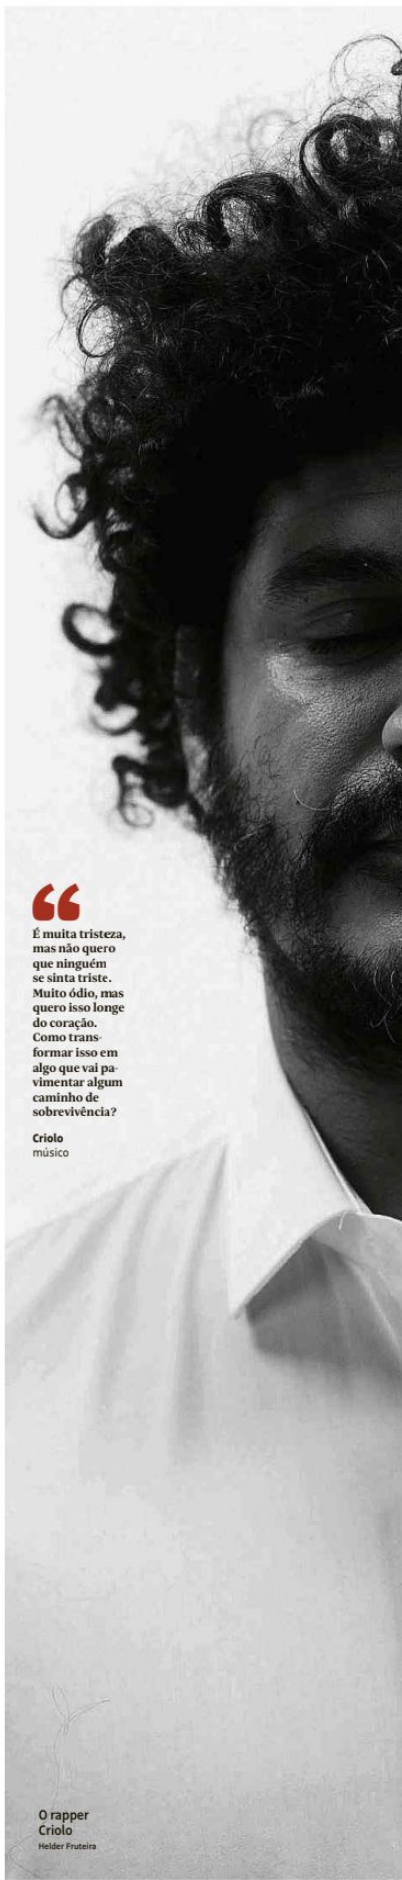 “
É muita tristeza,
mas não quero
que ninguém
se sinta triste.
Muito ódio, mas
quero isso longe
do coração.
Como trans-
formar isso em
algo que vai pa-
vimentar algum
caminho de
sobrevivência?
Criolo
músico
O rapper
Criolo
Helder Fruteira